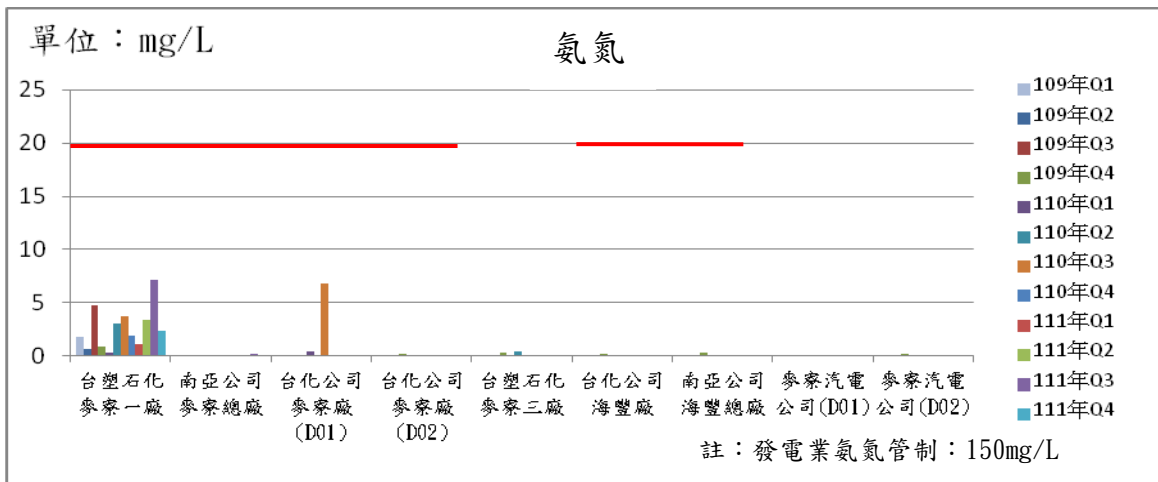 單位：mg/L
氨氮
25
20
15
10
5
0
109年Q1
109年Q2
109年Q3
109年Q4
110年Q1
110年Q2
110年Q3
110年Q4
111年Q1
111年Q2
111年Q3
111年Q4
台塑石化
麥寮一廠
南亞公司
麥寮總廠
台化公司
麥寮廠
(D01)
台化公司
麥寮廠
(D02)
台塑石化
麥寮三廠
台化公司
海豐廠
南亞公司
海豐總廠
麥寮汽電
公司(D01)
麥寮汽電
公司(D02)
註：發電業氨氮管制：150mg/L